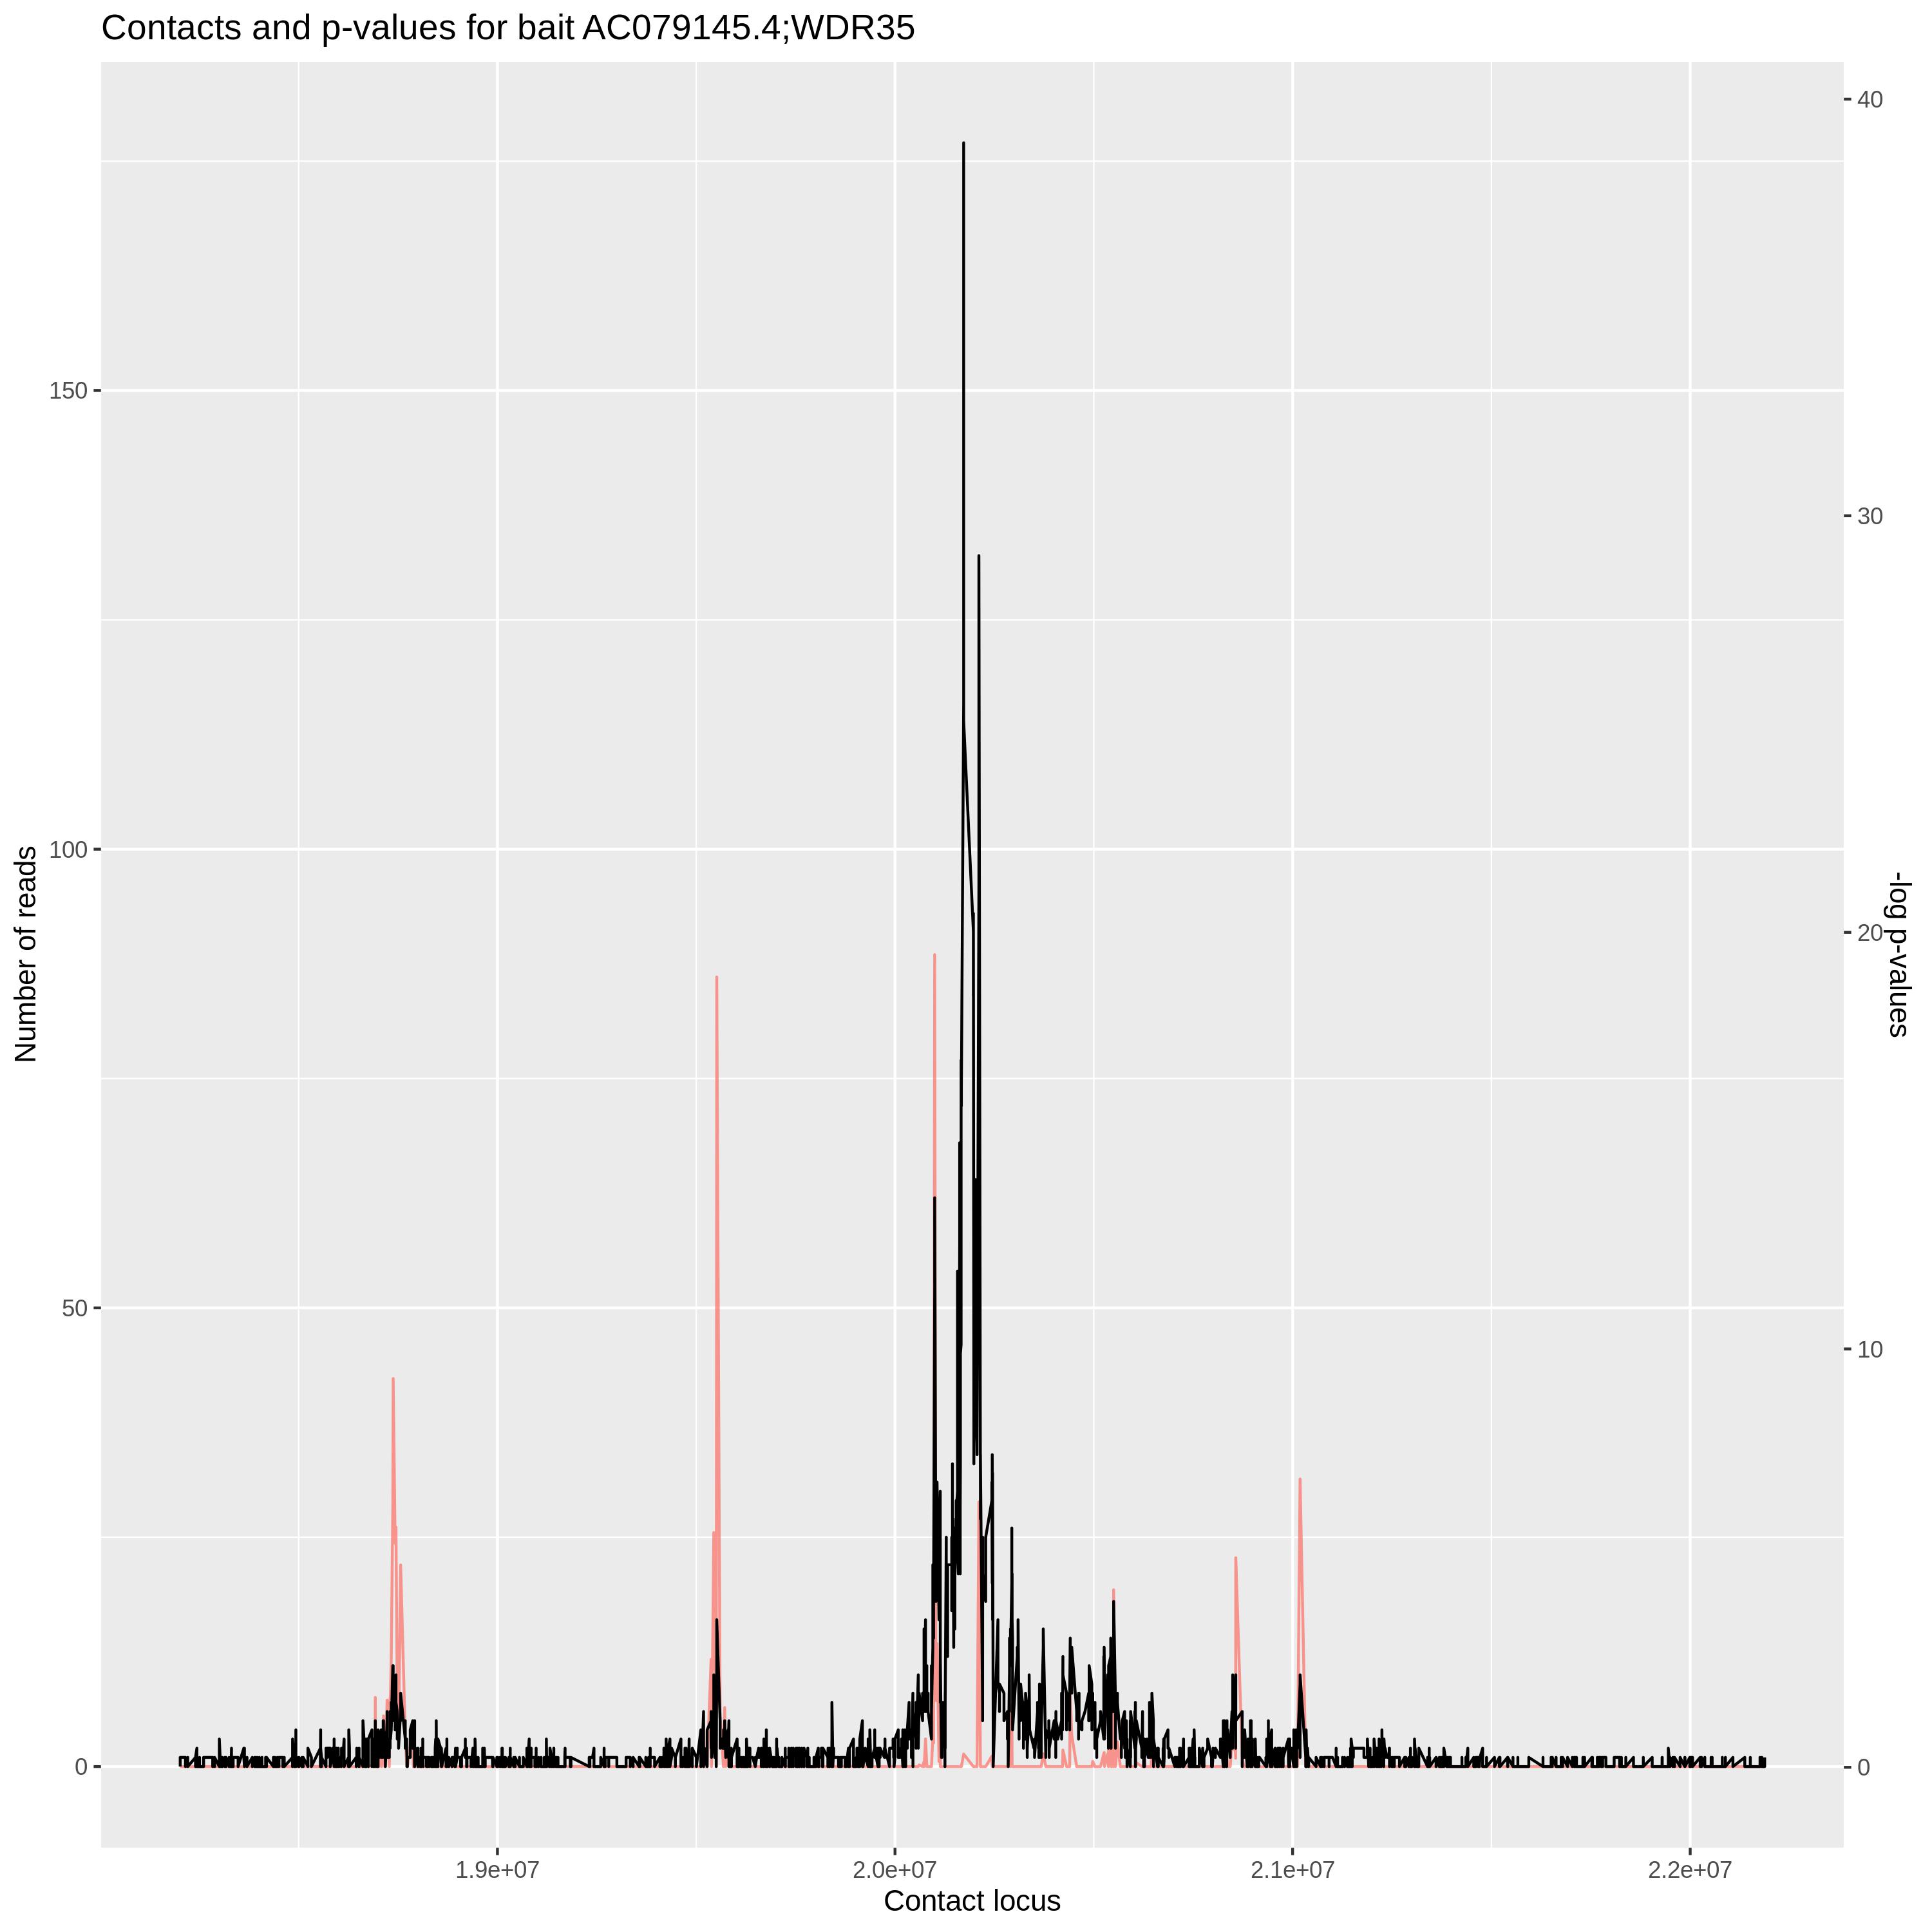 Contacts and p-values for bait AC079145.4;WDR35
Number of reads
150
100
50
0
40
30
20
10
0
-log p-values
1.9e+07
2.0e+07
2.1e+07
2.2e+07
Contact locus